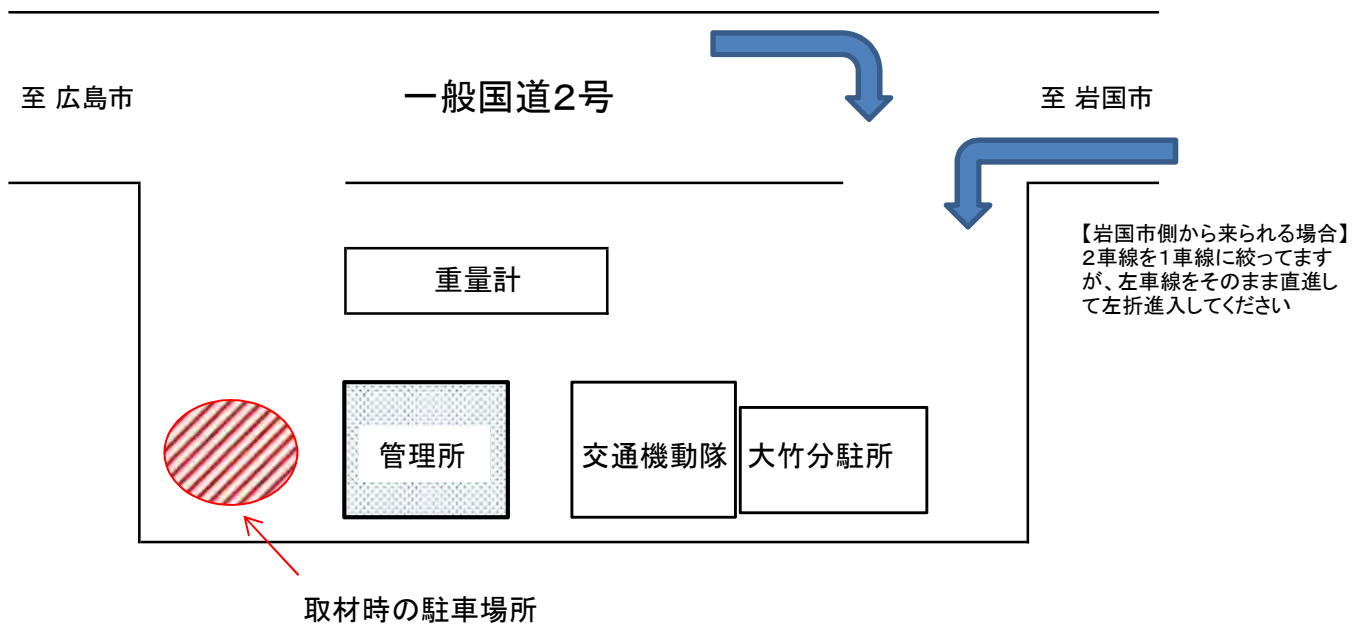 至 広島市
一般国道2号
至 岩国市
【岩国市側から来られる場合】
2車線を1車線に絞ってます
が、左車線をそのまま直進し
て左折進入してください
重量計
管理所
交通機動隊
大竹分駐所
取材時の駐車場所